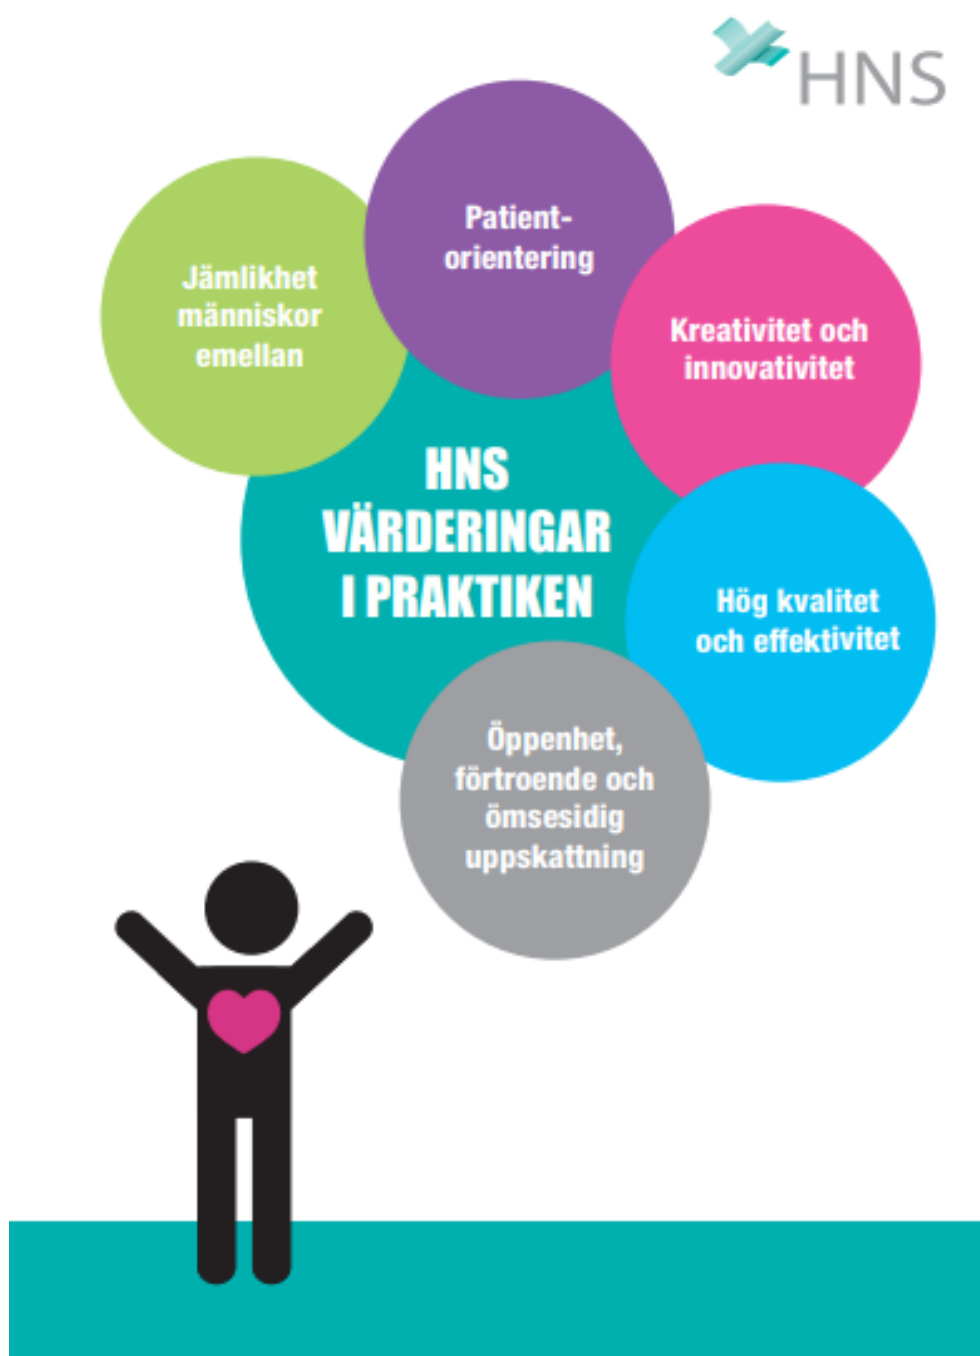 HNS
Patient-
orientering
Jämlikhet
människor
emellan
Kreativitet och
innovativitet
HNS
VÄRDERINGAR
I PRAKTIKEN
Hög kvalitet
och effektivitet
Öppenhet,
förtroende och
ömsesidig
uppskattning